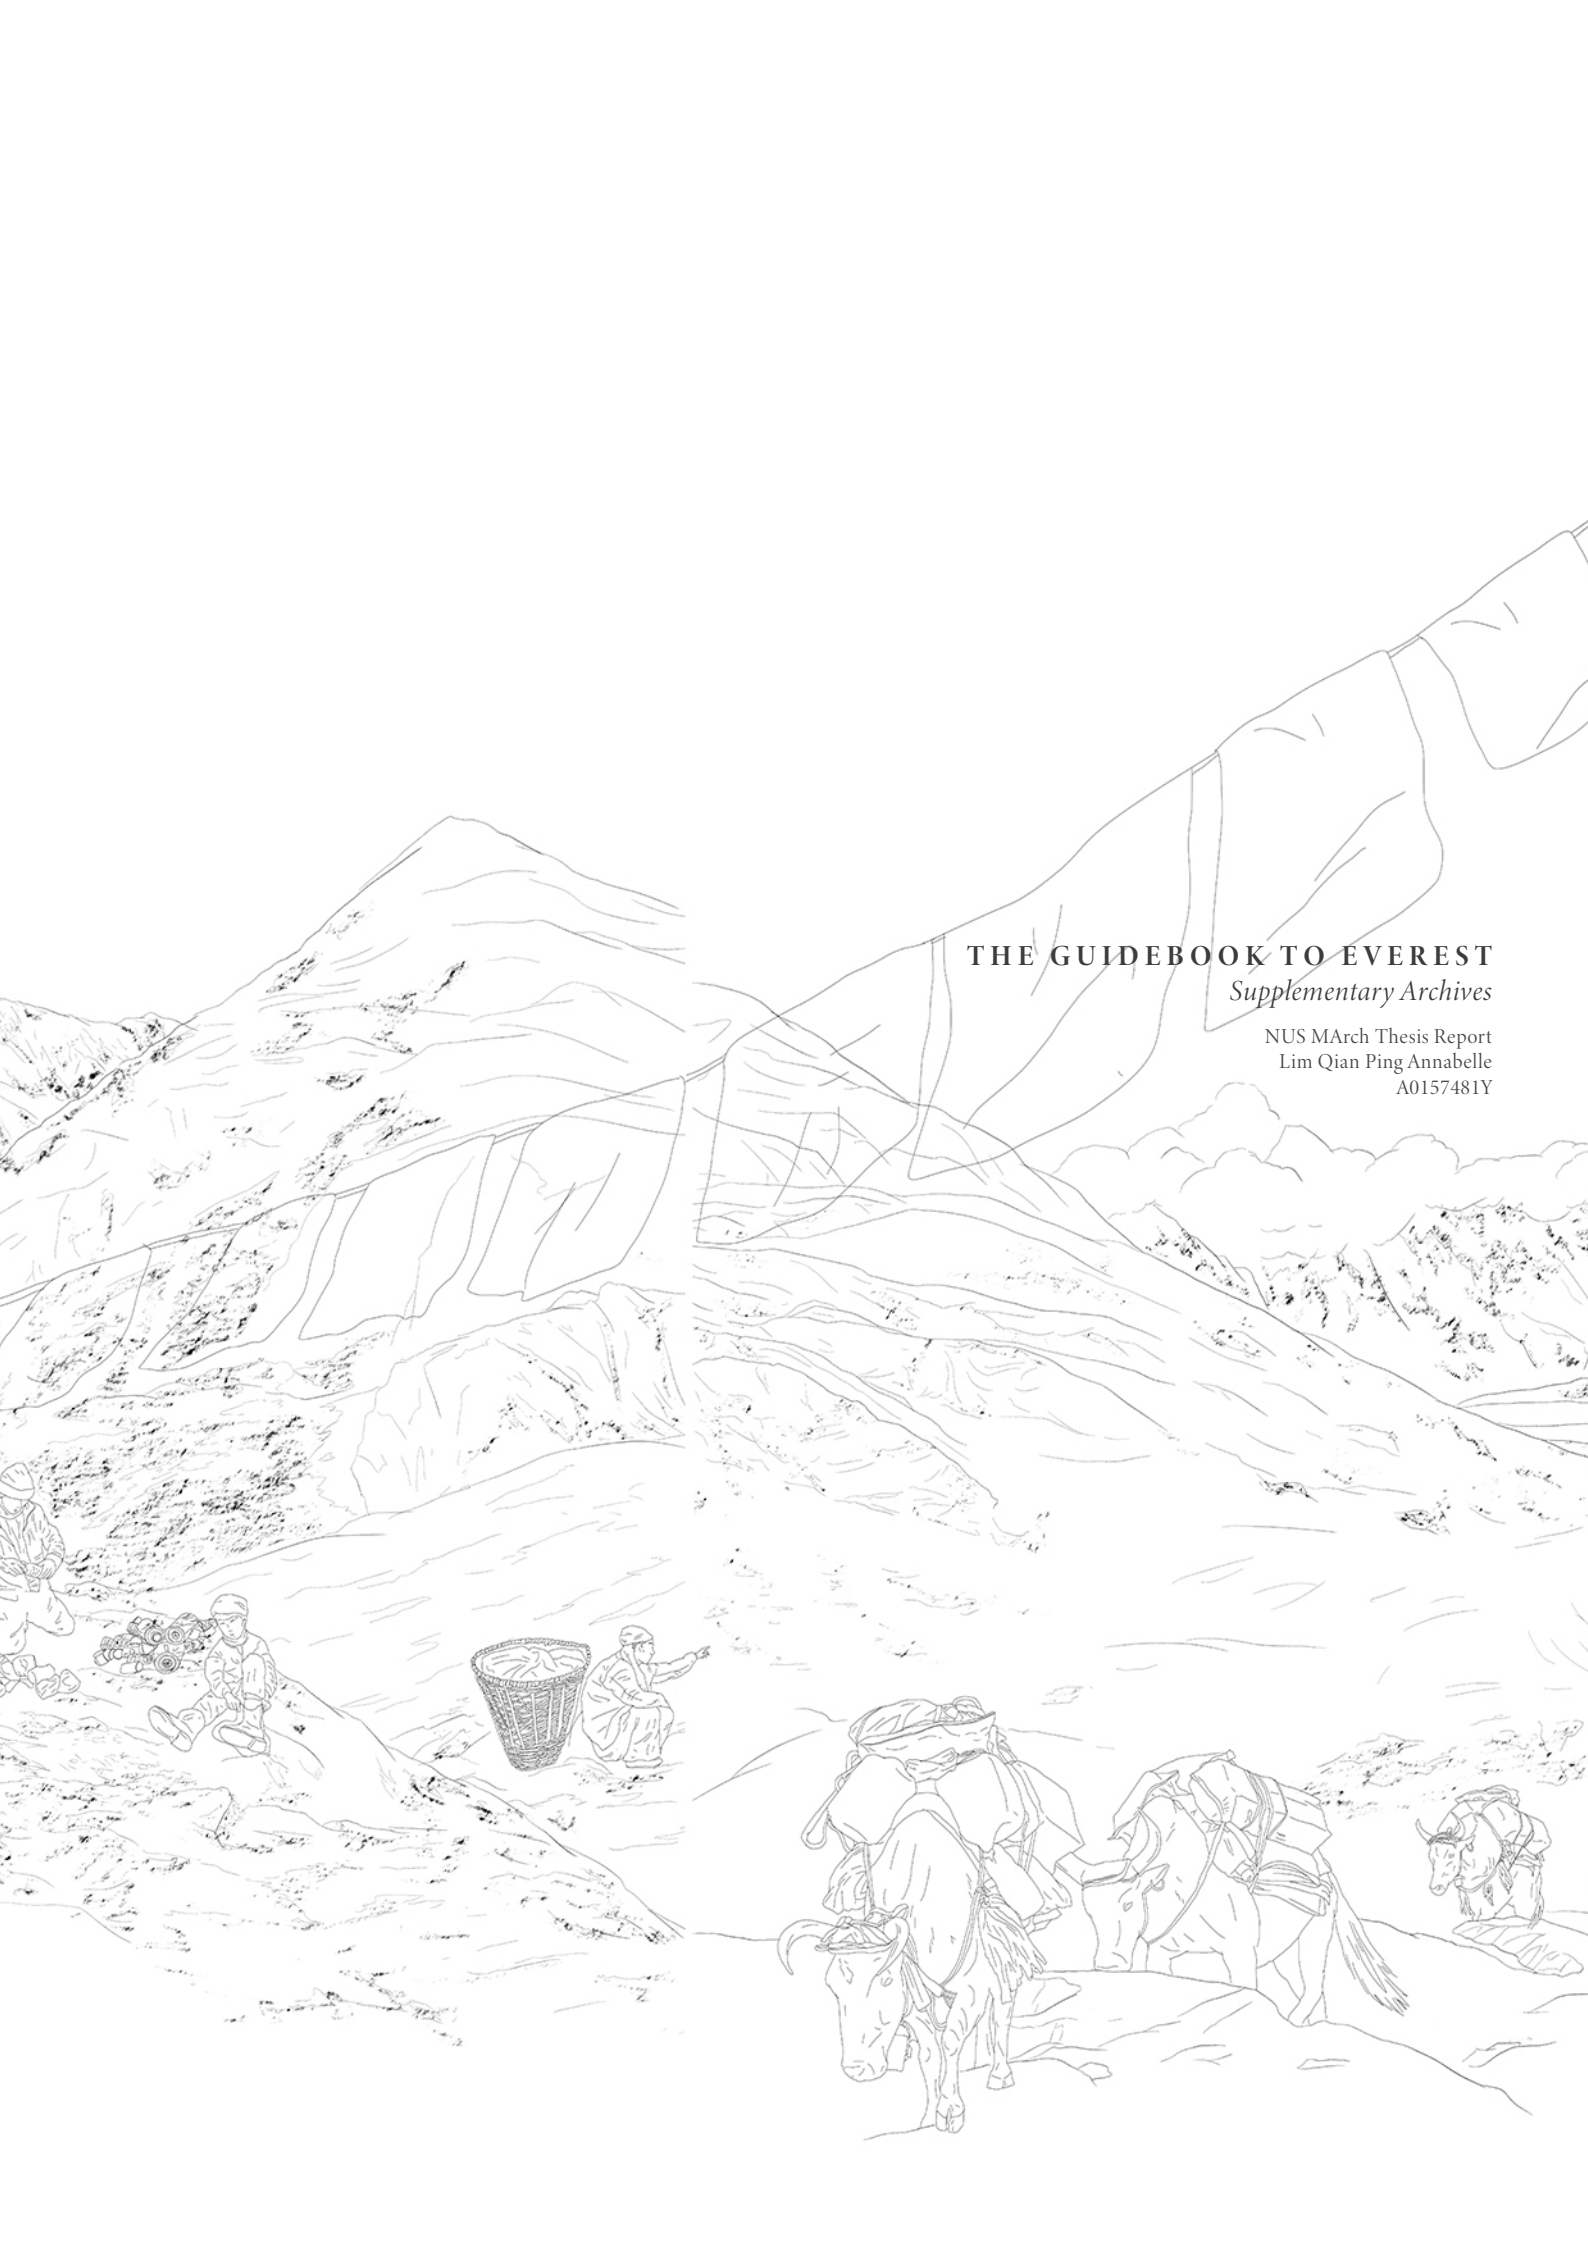 THE GUIDEBOOK TO EVEREST
Supplementary Archives
NUS MArch Thesis Report
Lim Qian Ping Annabelle
A0157481Y